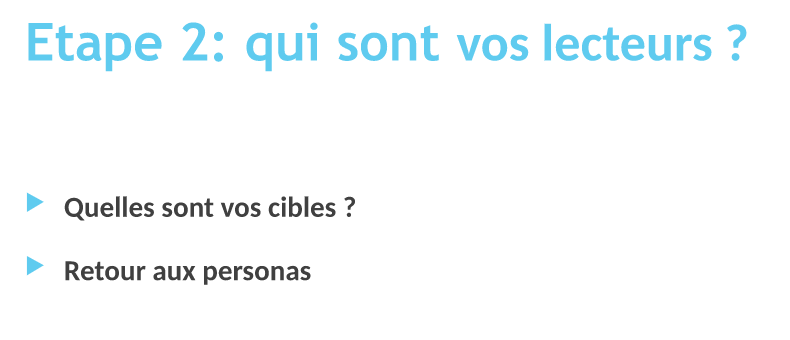 Etape 2: qui sont vos lecteurs ?
Quelles sont vos cibles ?
Retour aux personas